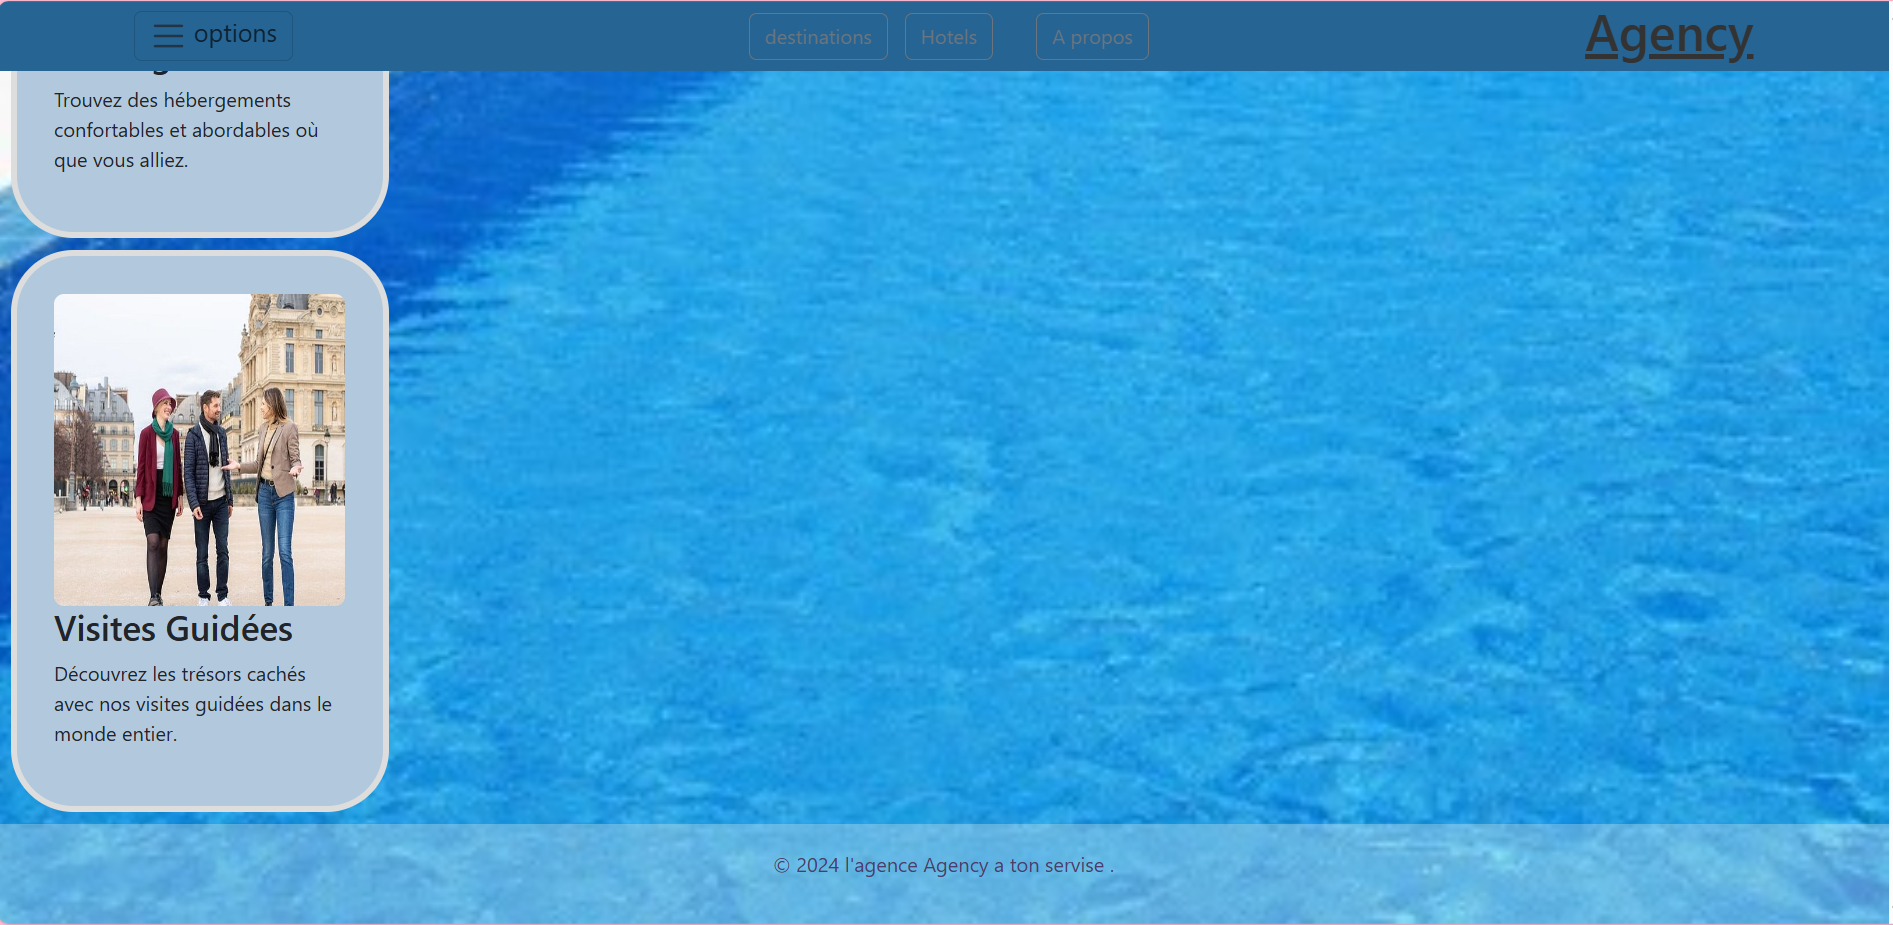 options
destinations
Hotels
A propos
Agency
Trouvez des hébergements
confortables et abordables où
que vous alliez.
Visites Guidées
Découvrez les trésors cachés
avec nos visites guidées dans le
monde entier.
© 2024 l'agence Agency a ton servise .